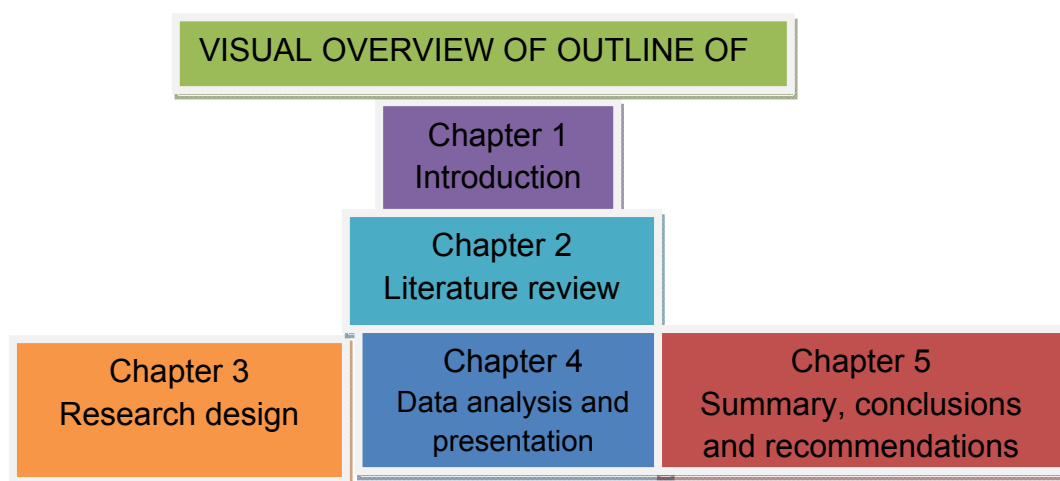 VISUAL OVERVIEW OF OUTLINE OF
Chapter 1
Introduction
Chapter 2
Literature review
Chapter 3
Research design
Chapter 4
Data analysis and
presentation
Chapter 5
Summary, conclusions
and recommendations